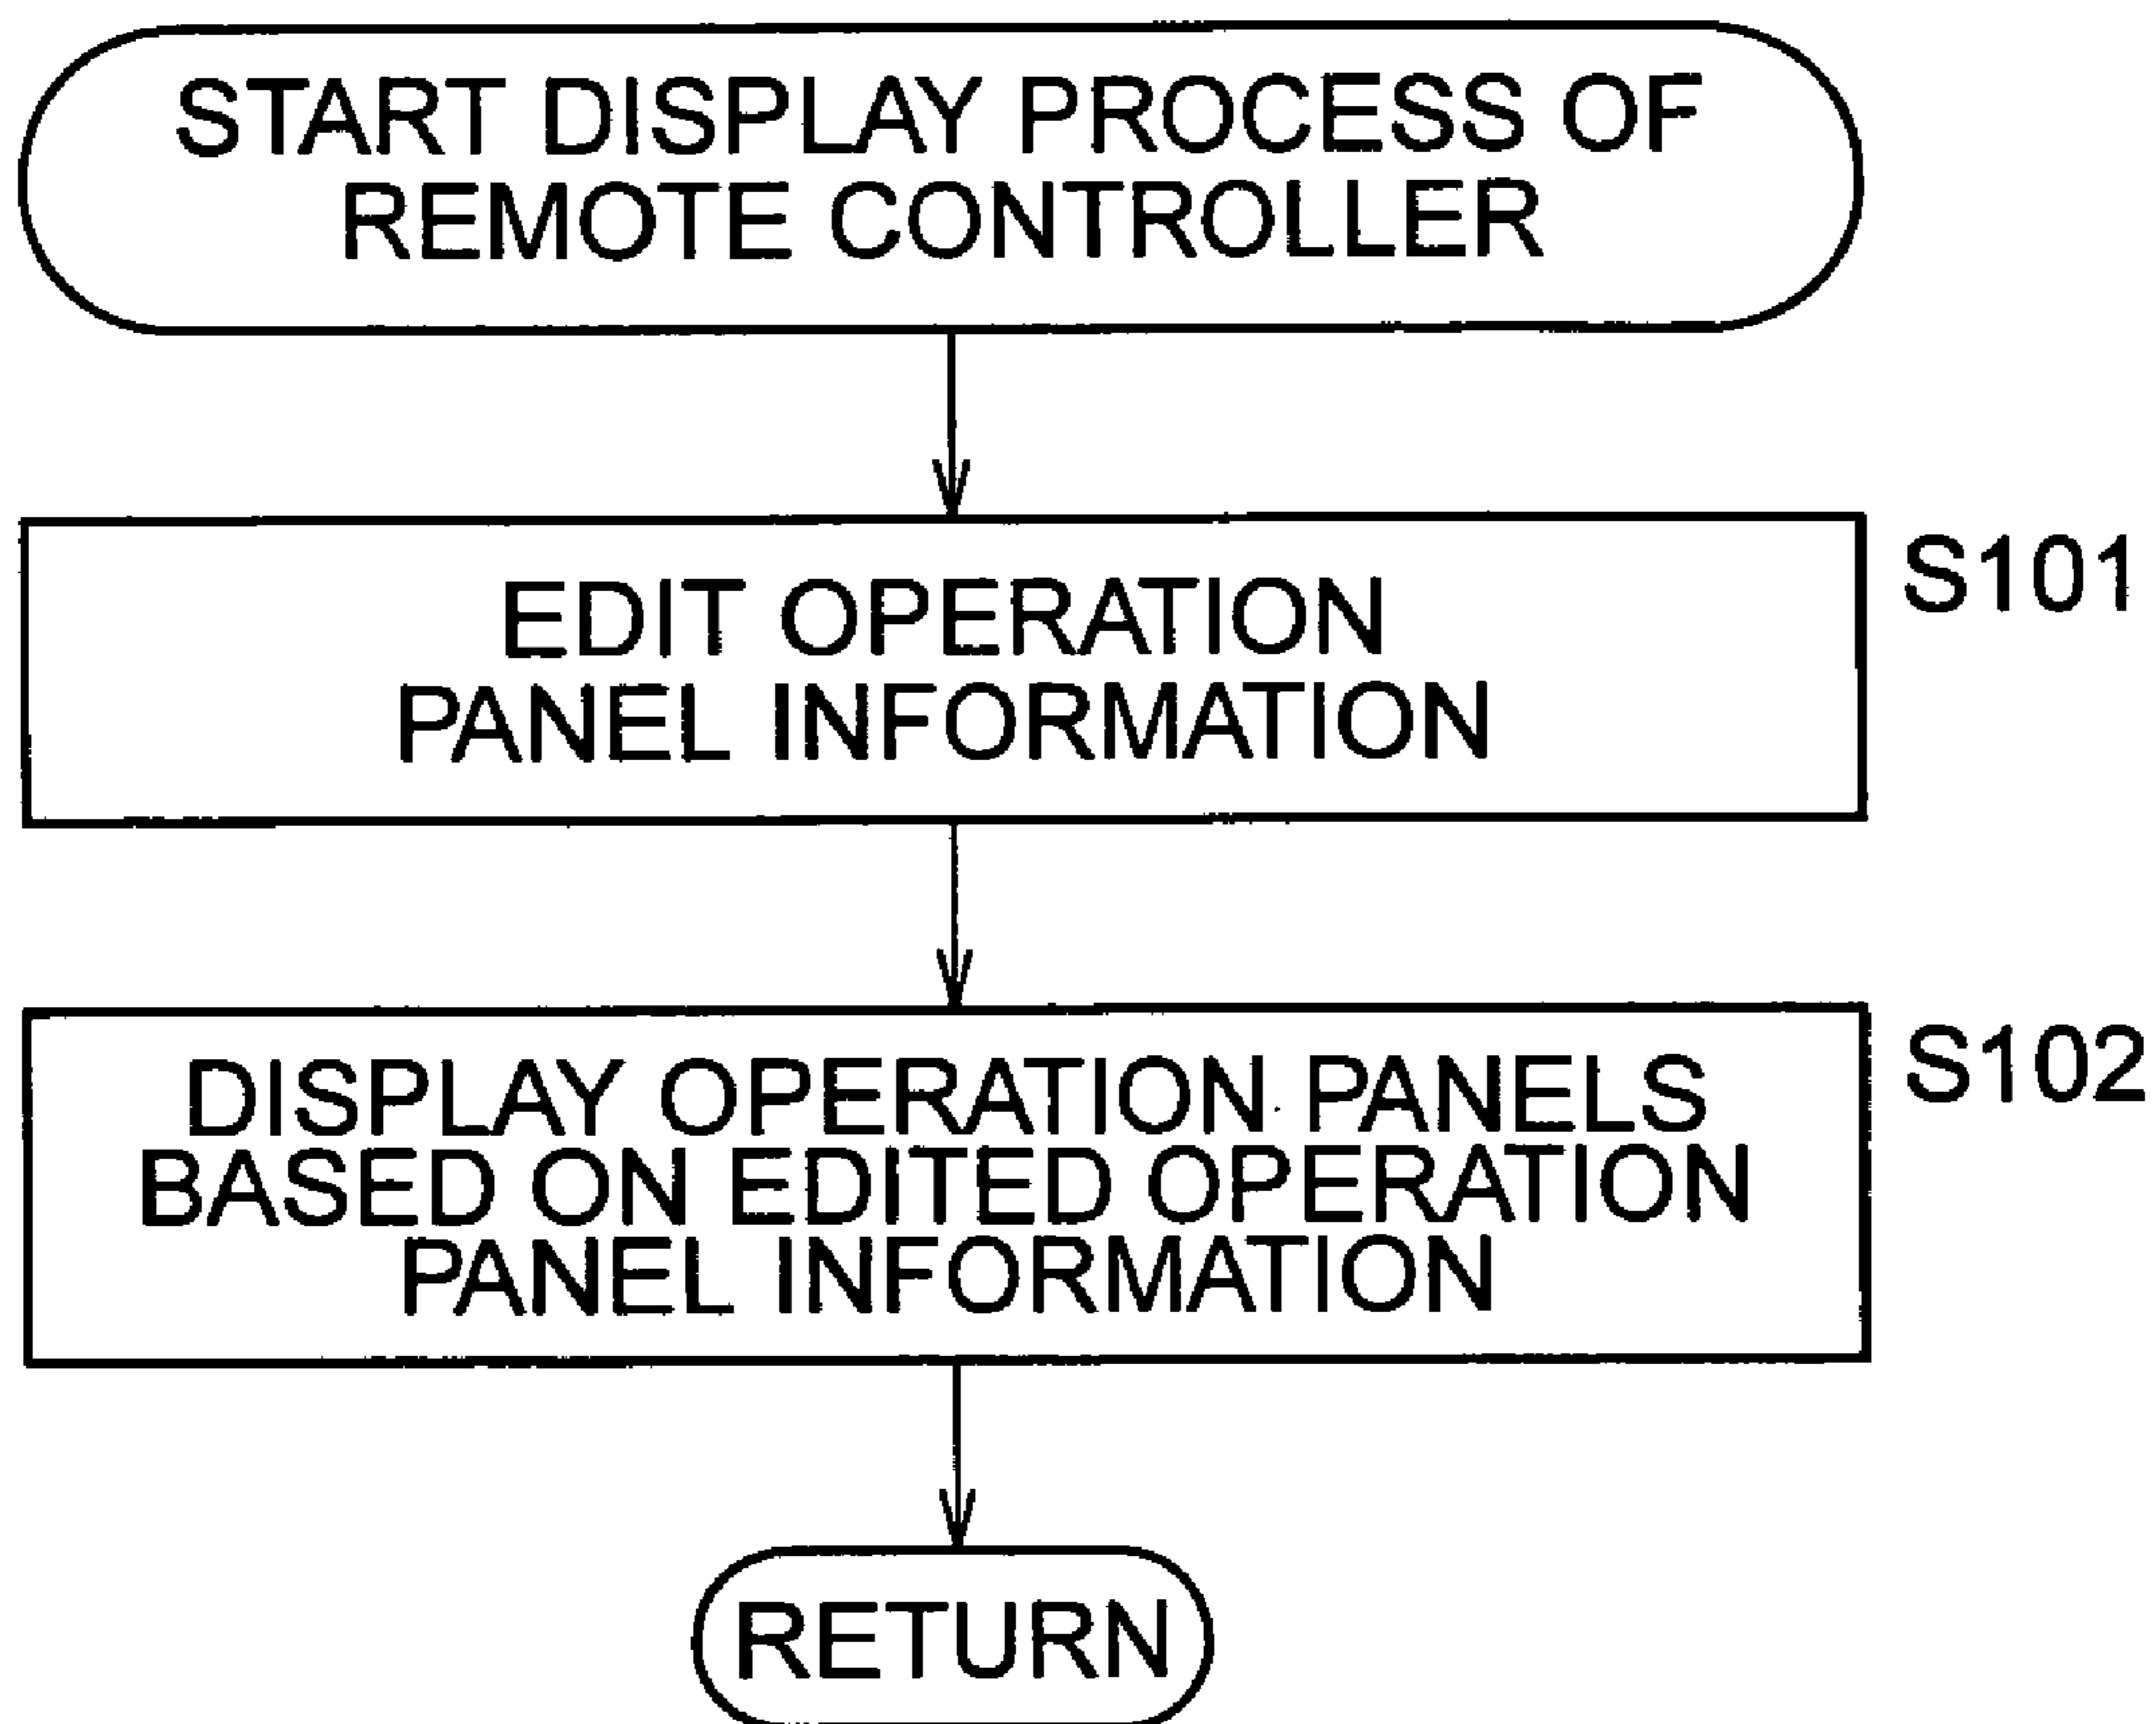 START DISPLAY PROCESS OF
REMOTE CONTROLLER
S101
EDIT OPERATION
PANEL INFORMATION
S102
DISPLAY OPERATION PANELS
BASED ON EDITED OPERATION
PANEL INFORMATION
RETURN